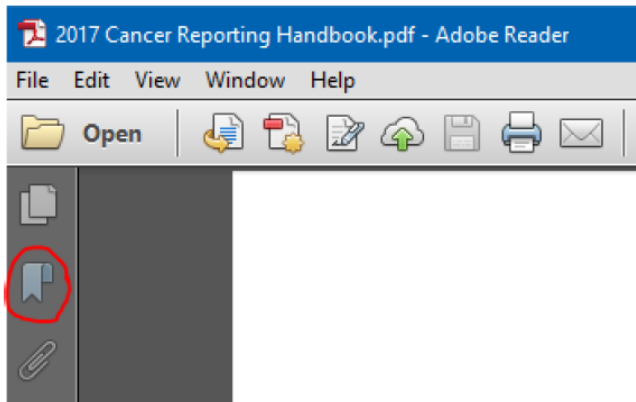 2017 Cancer Reporting Handbook.pdf - Adobe Reader
File Edit View Window Help
Open